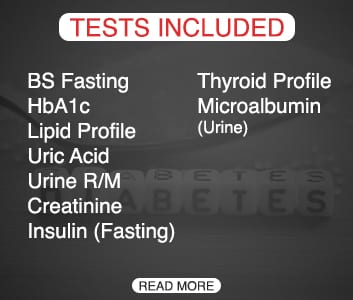 TESTS INCLUDED
BS Fasting
HbA1c
Lipid Profile
Uric Acid
Urine R/M
Creatinine
Insulin (Fasting)
Thyroid Profile
Microalbumin
(Urine)
DIABETES
READ MORE